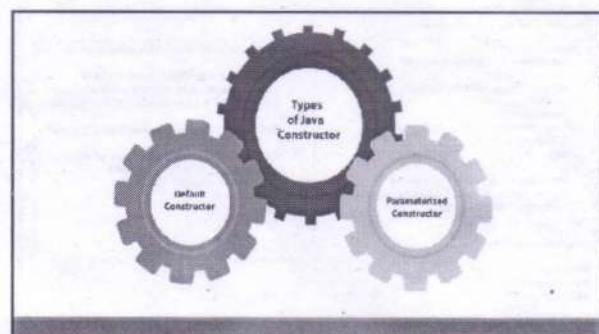 Types
of Java
Constructor
Default
Constructor
Parameterized
Constructor